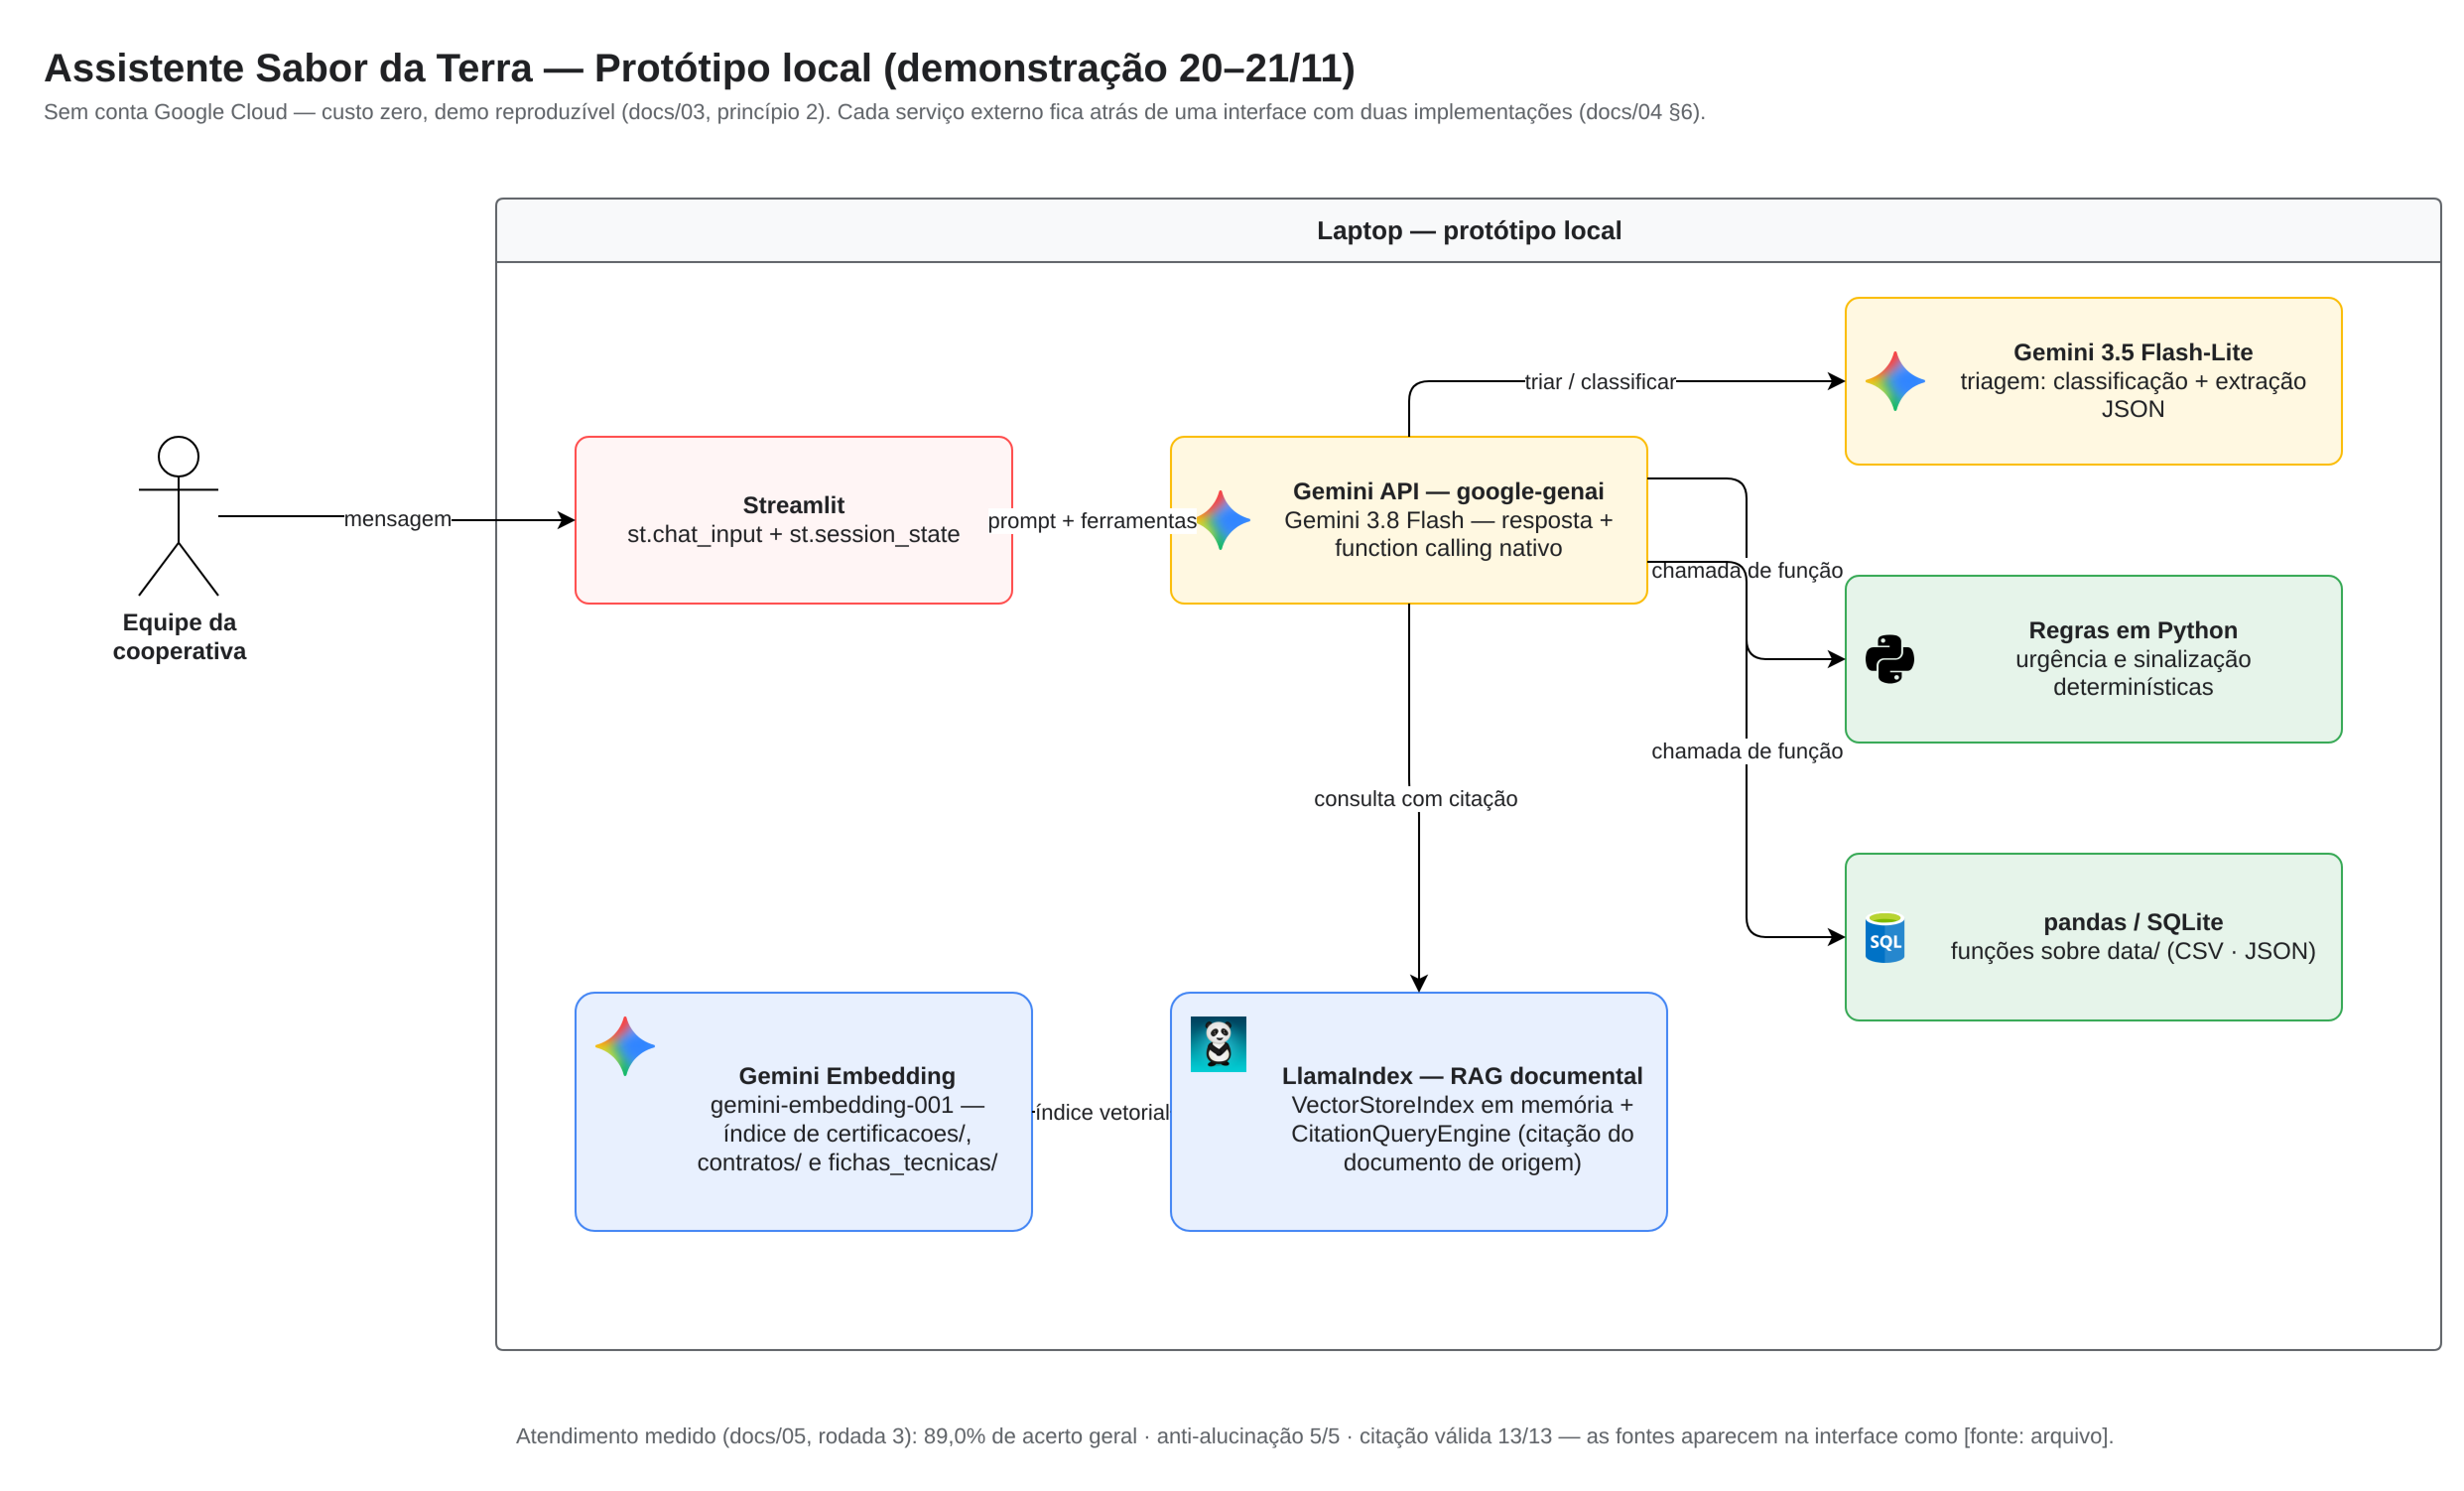 Assistente Sabor da Terra — Protótipo local (demonstração 20–21/11)
Sem conta Google Cloud — custo zero, demo reproduzível (docs/03, princípio 2). Cada serviço externo fica atrás de uma interface com duas implementações (docs/04 §6).
Laptop — protótipo local
Gemini 3.5 Flash-Lite
triagem: classificação + extração
JSON
triar / classificar
Equipe da
cooperativa
mensagem
Streamlit
st.chat_input + st.session_state
prompt + ferramentas
Gemini API — google-genai
Gemini 3.8 Flash — resposta +
function calling nativo
chamada de função
Regras em Python
urgência e sinalização
determinísticas
chamada de função
consulta com citação
SQL
pandas / SQLite
funções sobre data/ (CSV · JSON)
Gemini Embedding
gemini-embedding-001 —
índice de certificacoes/,
contratos/ e fichas_tecnicas/
índice vetorial
LlamaIndex — RAG documental
VectorStoreIndex em memória +
CitationQueryEngine (citação do
documento de origem)
Atendimento medido (docs/05, rodada 3): 89,0% de acerto geral · anti-alucinação 5/5 · citação válida 13/13 — as fontes aparecem na interface como [fonte: arquivo].